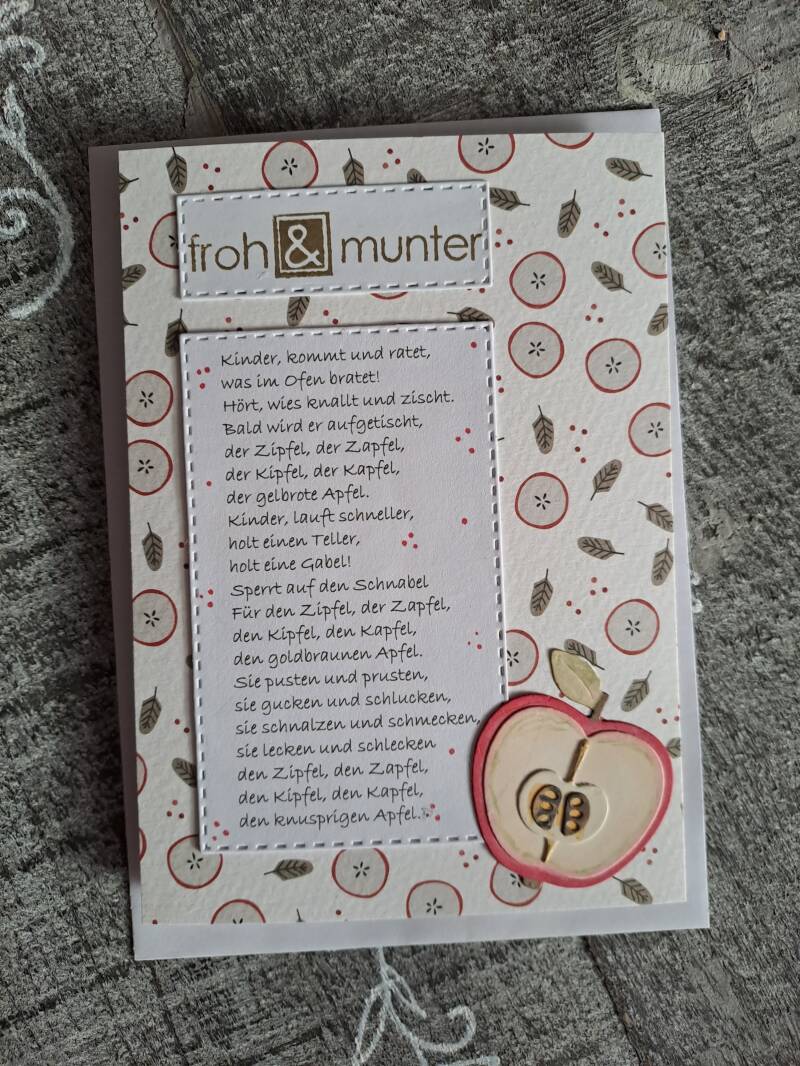 froh & munter
Kinder, kommt und ratet,
was im Ofen bratet!
Hört, wies knallt und zischt.
Bald wird er aufgetischt,
der Zipfel, der Zapfel,
der Kipfel, der Kapfel,
der gelbrote Apfel.
Kinder, lauft schneller,
holt einen Teller,
holt eine Gabel!
Sperrt auf den Schnabel
Für den Zipfel, der Zapfel,
den Kipfel, den Kapfel,
den goldbraunen Apfel.
Sie pusten und prusten,
sie gucken und schlucken,
sie schnalzen und schmecken,
sie lecken und schlecken
den Zipfel, den Zapfel,
den Kipfel, den Kapfel,
den knusprigen Apfel.